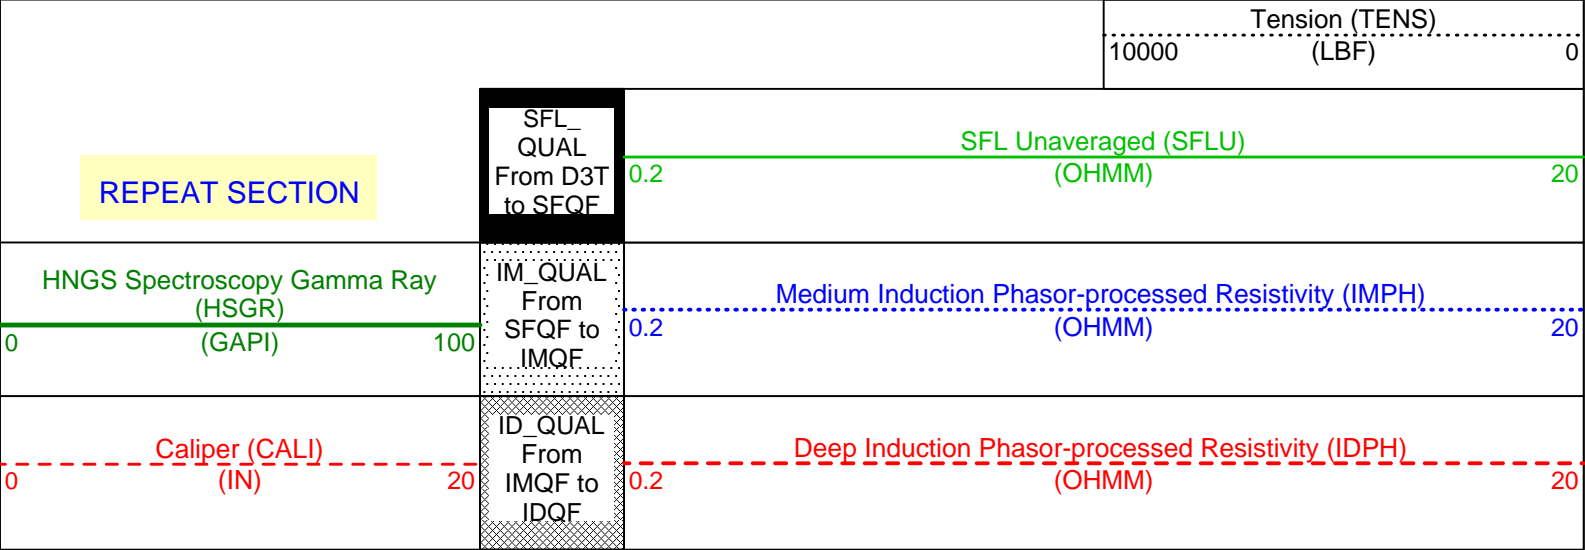 Tension (TENS)
10000 (LBF) 0
SFL_
QUAL
From D3T
to SFQF
SFL Unaveraged (SFLU)
0.2 (OHMM) 20
REPEAT SECTION
HNGS Spectroscopy Gamma Ray
(HSGR)
0 (GAPI) 100
IM_QUAL
From
SFQF to
IMQF
Medium Induction Phasor-processed Resistivity (IMPH)
0.2 (OHMM) 20
Caliper (CALI)
0 (IN) 20
ID_QUAL
From
IMQF to
IDQF
Deep Induction Phasor-processed Resistivity (IDPH)
0.2 (OHMM) 20